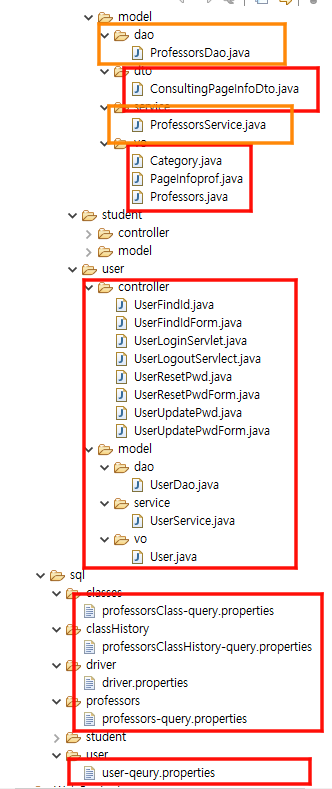 model
dao
ProfessorsDao.java
dto
ConsultingPageInfoDto.java
service
ProfessorsService.java
vo
Category.java
PageInfoprof.java
Professors.java
student
controller
model
user
controller
UserFindId.java
UserFindIdForm.java
UserLoginServlet.java
UserLogoutServlect.java
UserResetPwd.java
UserResetPwdForm.java
UserUpdatePwd.java
UserUpdatePwdForm.java
model
dao
UserDao.java
service
UserService.java
vo
User.java
sql
classes
professorsClass-query.properties
classHistory
professorsClassHistory-query.properties
driver
driver.properties
professors
professors-query.properties
student
user
user-qeury.properties